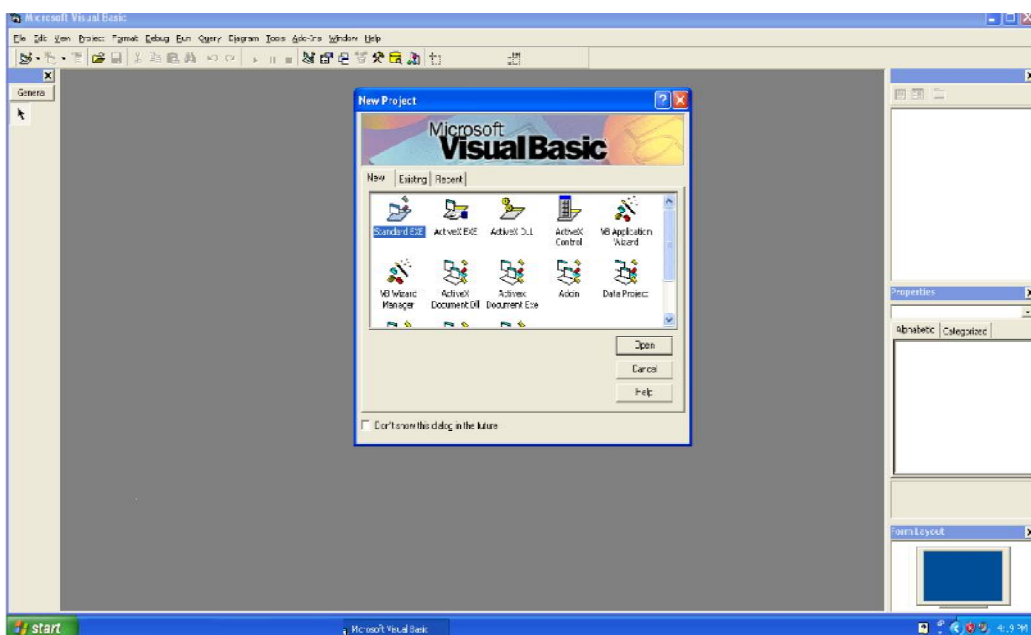 Microsoft Visual Basic
File Edit View Project Format Debug Run Query Diagram Tools Add-Ins Window Help
General
New Project
Microsoft
Visual Basic
New Existing Recent
Standard EXE ActiveX EXE ActiveX DLL ActiveX Control VB Application Wizard
VB Wizard Manager ActiveX Document Dll Activex Document Exe Addin Data Project
Open
Cancel
Help
Don't show this dialog in the future
Properties
Alphabetic Categorized
Form Layout
start
Microsoft Visual Basic